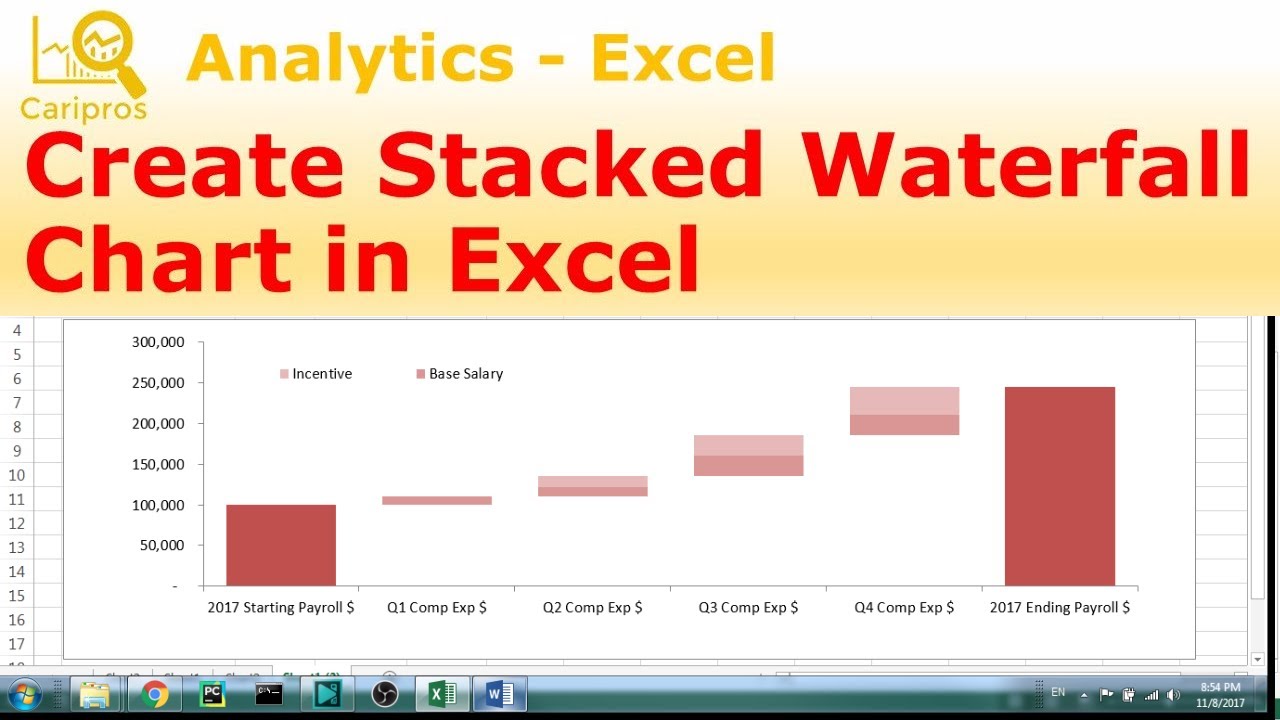 Caripros
Analytics - Excel
Create Stacked Waterfall
Chart in Excel
4
5
6
7
8
9
10
11
12
13
14
15
16
17
300,000
250,000
200,000
150,000
100,000
50,000
-
Incentive Base Salary
2017 Starting Payroll $ Q1 Comp Exp $ Q2 Comp Exp $ Q3 Comp Exp $ Q4 Comp Exp $ 2017 Ending Payroll $
PC
EN
8:54 PM
11/8/2017